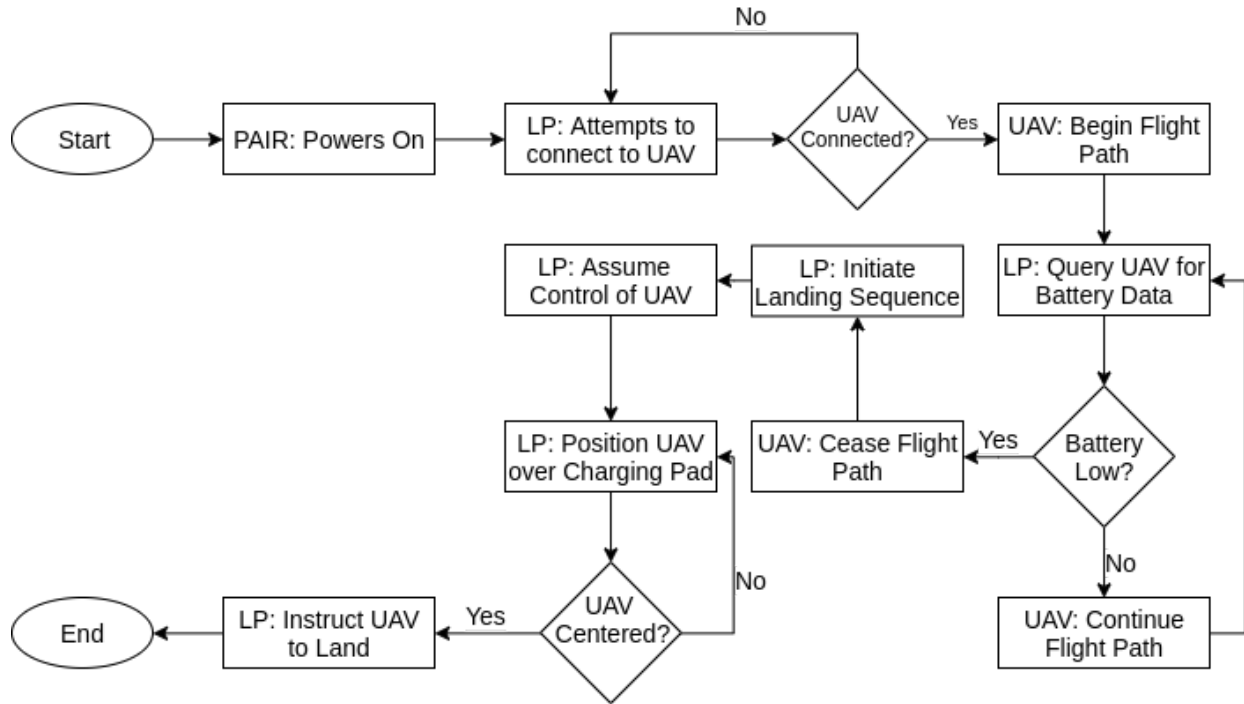 No
Start
PAIR: Powers On
LP: Attempts to
connect to UAV
UAV
Connected?
Yes
UAV: Begin Flight
Path
LP: Assume
Control of UAV
LP: Initiate
Landing Sequence
LP: Query UAV for
Battery Data
LP: Position UAV
over Charging Pad
UAV: Cease Flight
Path
Yes
Battery
Low?
No
No
End
LP: Instruct UAV
to Land
Yes
UAV
Centered?
UAV: Continue
Flight Path